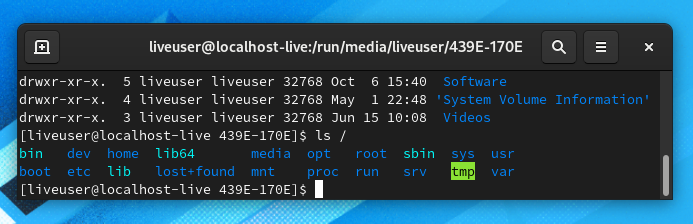 liveuser@localhost-live:/run/media/liveuser/439E-170E
drwxr-xr-x.  5 liveuser liveuser 32768 Oct  6 15:40  Software
drwxr-xr-x.  4 liveuser liveuser 32768 May  1 22:48 'System Volume Information'
drwxr-xr-x.  3 liveuser liveuser 32768 Jun 15 10:08  Videos
[liveuser@localhost-live 439E-170E]$ ls /
bin   dev  home  lib64       media  opt   root  sbin  sys  usr
boot  etc  lib   lost+found  mnt    proc  run   srv   tmp  var
[liveuser@localhost-live 439E-170E]$